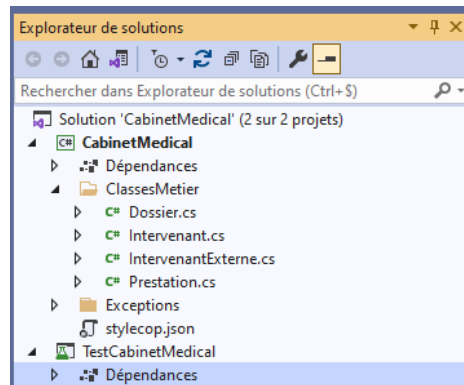 Explorateur de solutions
Rechercher dans Explorateur de solutions (Ctrl+$)
Solution 'CabinetMedical' (2 sur 2 projets)
C# CabinetMedical
Dépendances
ClassesMetier
C# Dossier.cs
C# Intervenant.cs
C# IntervenantExterne.cs
C# Prestation.cs
Exceptions
stylecop.json
TestCabinetMedical
Dépendances